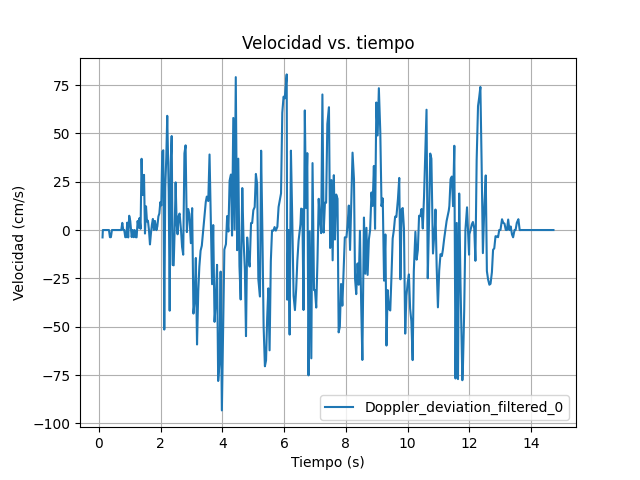 Velocidad vs. tiempo
Velocidad (cm/s)
75
50
25
0
−25
−50
−75
−100
Doppler_deviation_filtered_0
0 2 4 6 8 10 12 14
Tiempo (s)